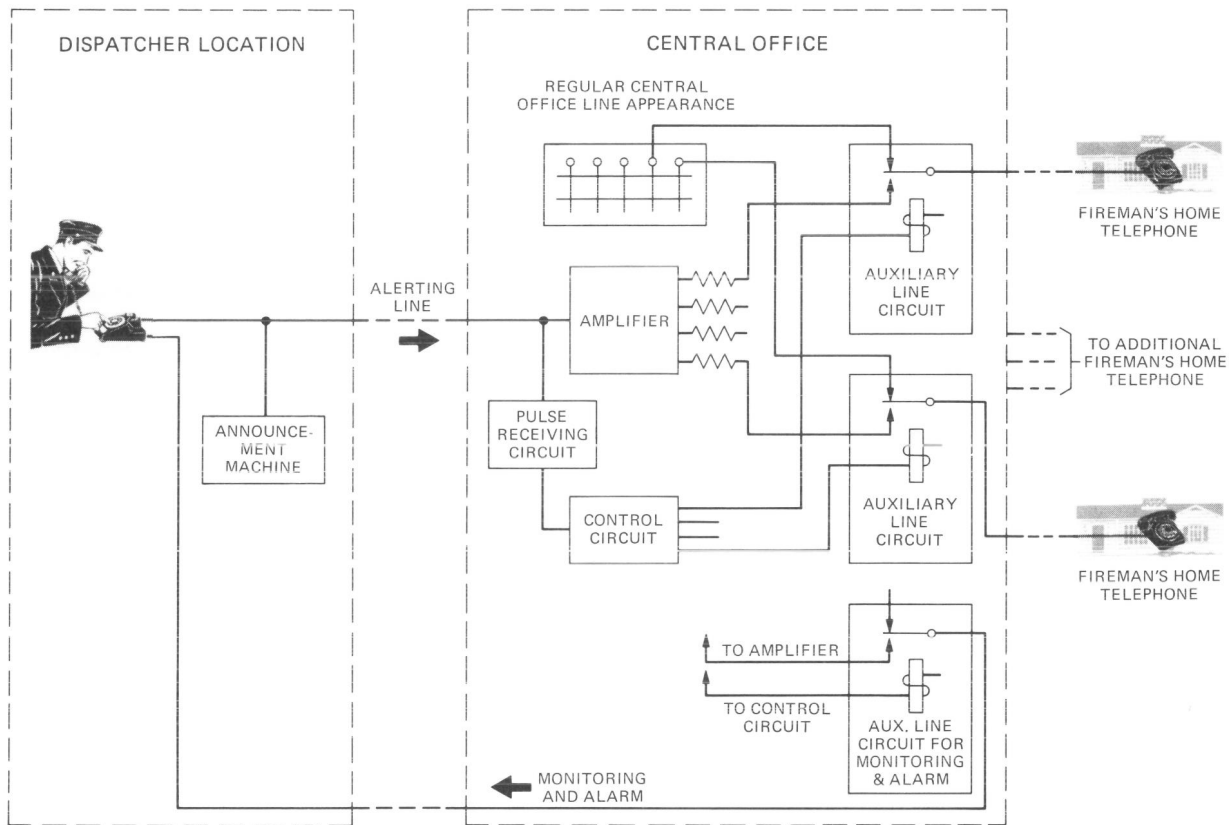 DISPATCHER LOCATION
CENTRAL OFFICE
REGULAR CENTRAL
OFFICE LINE APPEARANCE
ALERTING
LINE
AMPLIFIER
AUXILIARY
LINE
CIRCUIT
FIREMAN'S HOME
TELEPHONE
ANNOUNCE-
MENT
MACHINE
PULSE
RECEIVING
CIRCUIT
CONTROL
CIRCUIT
AUXILIARY
LINE
CIRCUIT
TO ADDITIONAL
FIREMAN'S HOME
TELEPHONE
FIREMAN'S HOME
TELEPHONE
TO AMPLIFIER
TO CONTROL
CIRCUIT
AUX. LINE
CIRCUIT FOR
MONITORING
& ALARM
MONITORING
AND ALARM